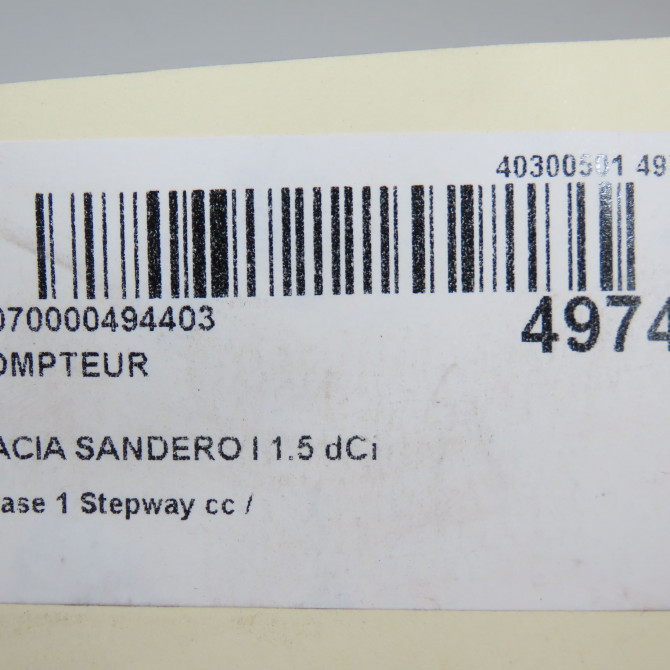 40300501 49
070000494403
4974
OMPTEUR
ACIA SANDERO I 1.5 dCi
ase 1 Stepway cc /